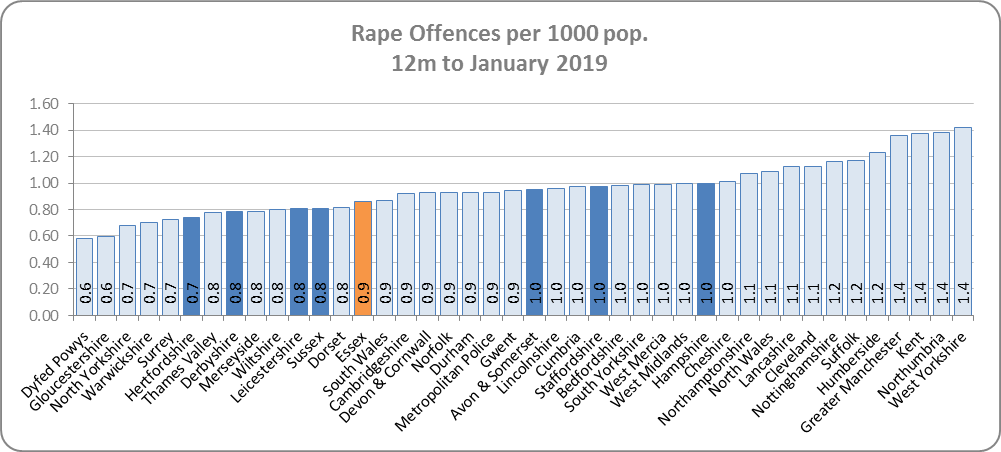 Rape Offences per 1000 pop.
12m to January 2019
1.60
1.40
1.20
1.00
0.80
0.60
0.40
0.20
0.00
0.6
0.6
0.7
0.7
0.7
0.7
0.8
0.8
0.8
0.8
0.8
0.8
0.8
0.9
0.9
0.9
0.9
0.9
0.9
0.9
0.9
1.0
1.0
1.0
1.0
1.0
1.0
1.0
1.0
1.0
1.0
1.1
1.1
1.1
1.1
1.2
1.2
1.2
1.4
1.4
1.4
1.4
Dyfed Powys
Gloucestershire
North Yorkshire
Warwickshire
Surrey
Hertfordshire
Thames Valley
Derbyshire
Merseyside
Wiltshire
Leicestershire
Sussex
Dorset
Essex
South Wales
Cambridgeshire
Devon & Cornwall
Norfolk
Durham
Metropolitan Police
Gwent
Avon & Somerset
Lincolnshire
Cumbria
Staffordshire
Bedfordshire
South Yorkshire
West Mercia
West Midlands
Hampshire
Cheshire
Northamptonshire
North Wales
Lancashire
Cleveland
Nottinghamshire
Suffolk
Humberside
Greater Manchester
Kent
Northumbria
West Yorkshire